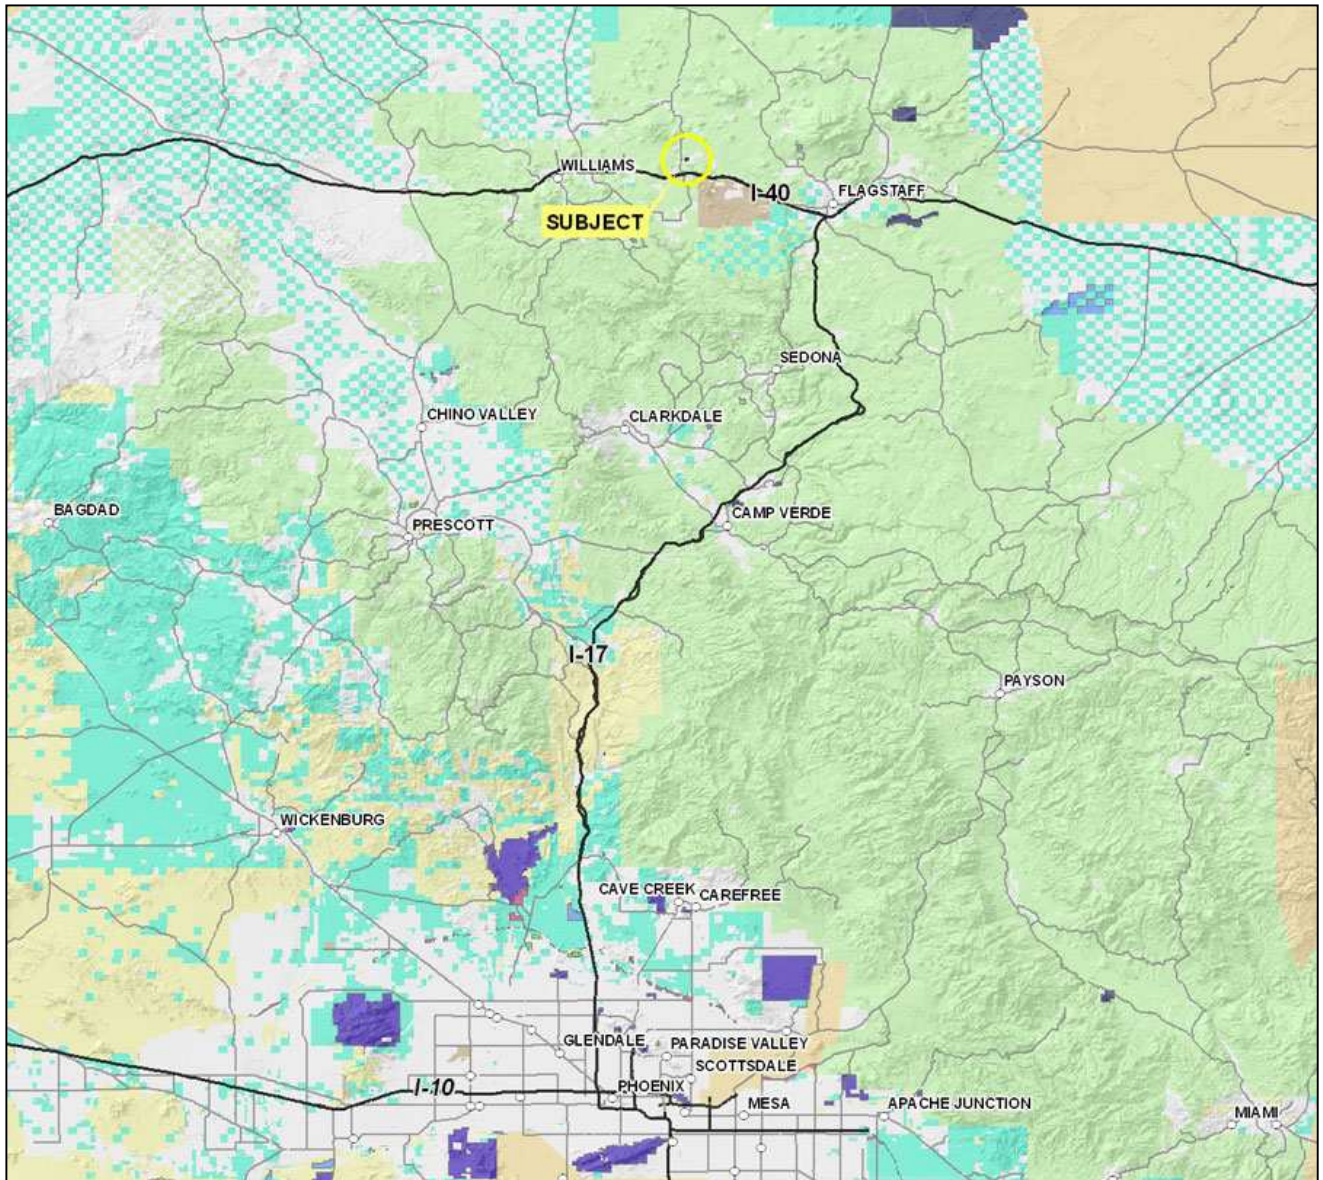 WILLIAMS
I-40
FLAGSTAFF
SUBJECT
SEDONA
CHINO VALLEY
CLARKDALE
BAGDAD
PRESCOTT
CAMP VERDE
I-17
PAYSON
WICKENBURG
CAVE CREEK
CAREFREE
GLENDALE
PARADISE VALLEY
SCOTTSDALE
I-10
PHOENIX
MESA
APACHE JUNCTION
MIAMI